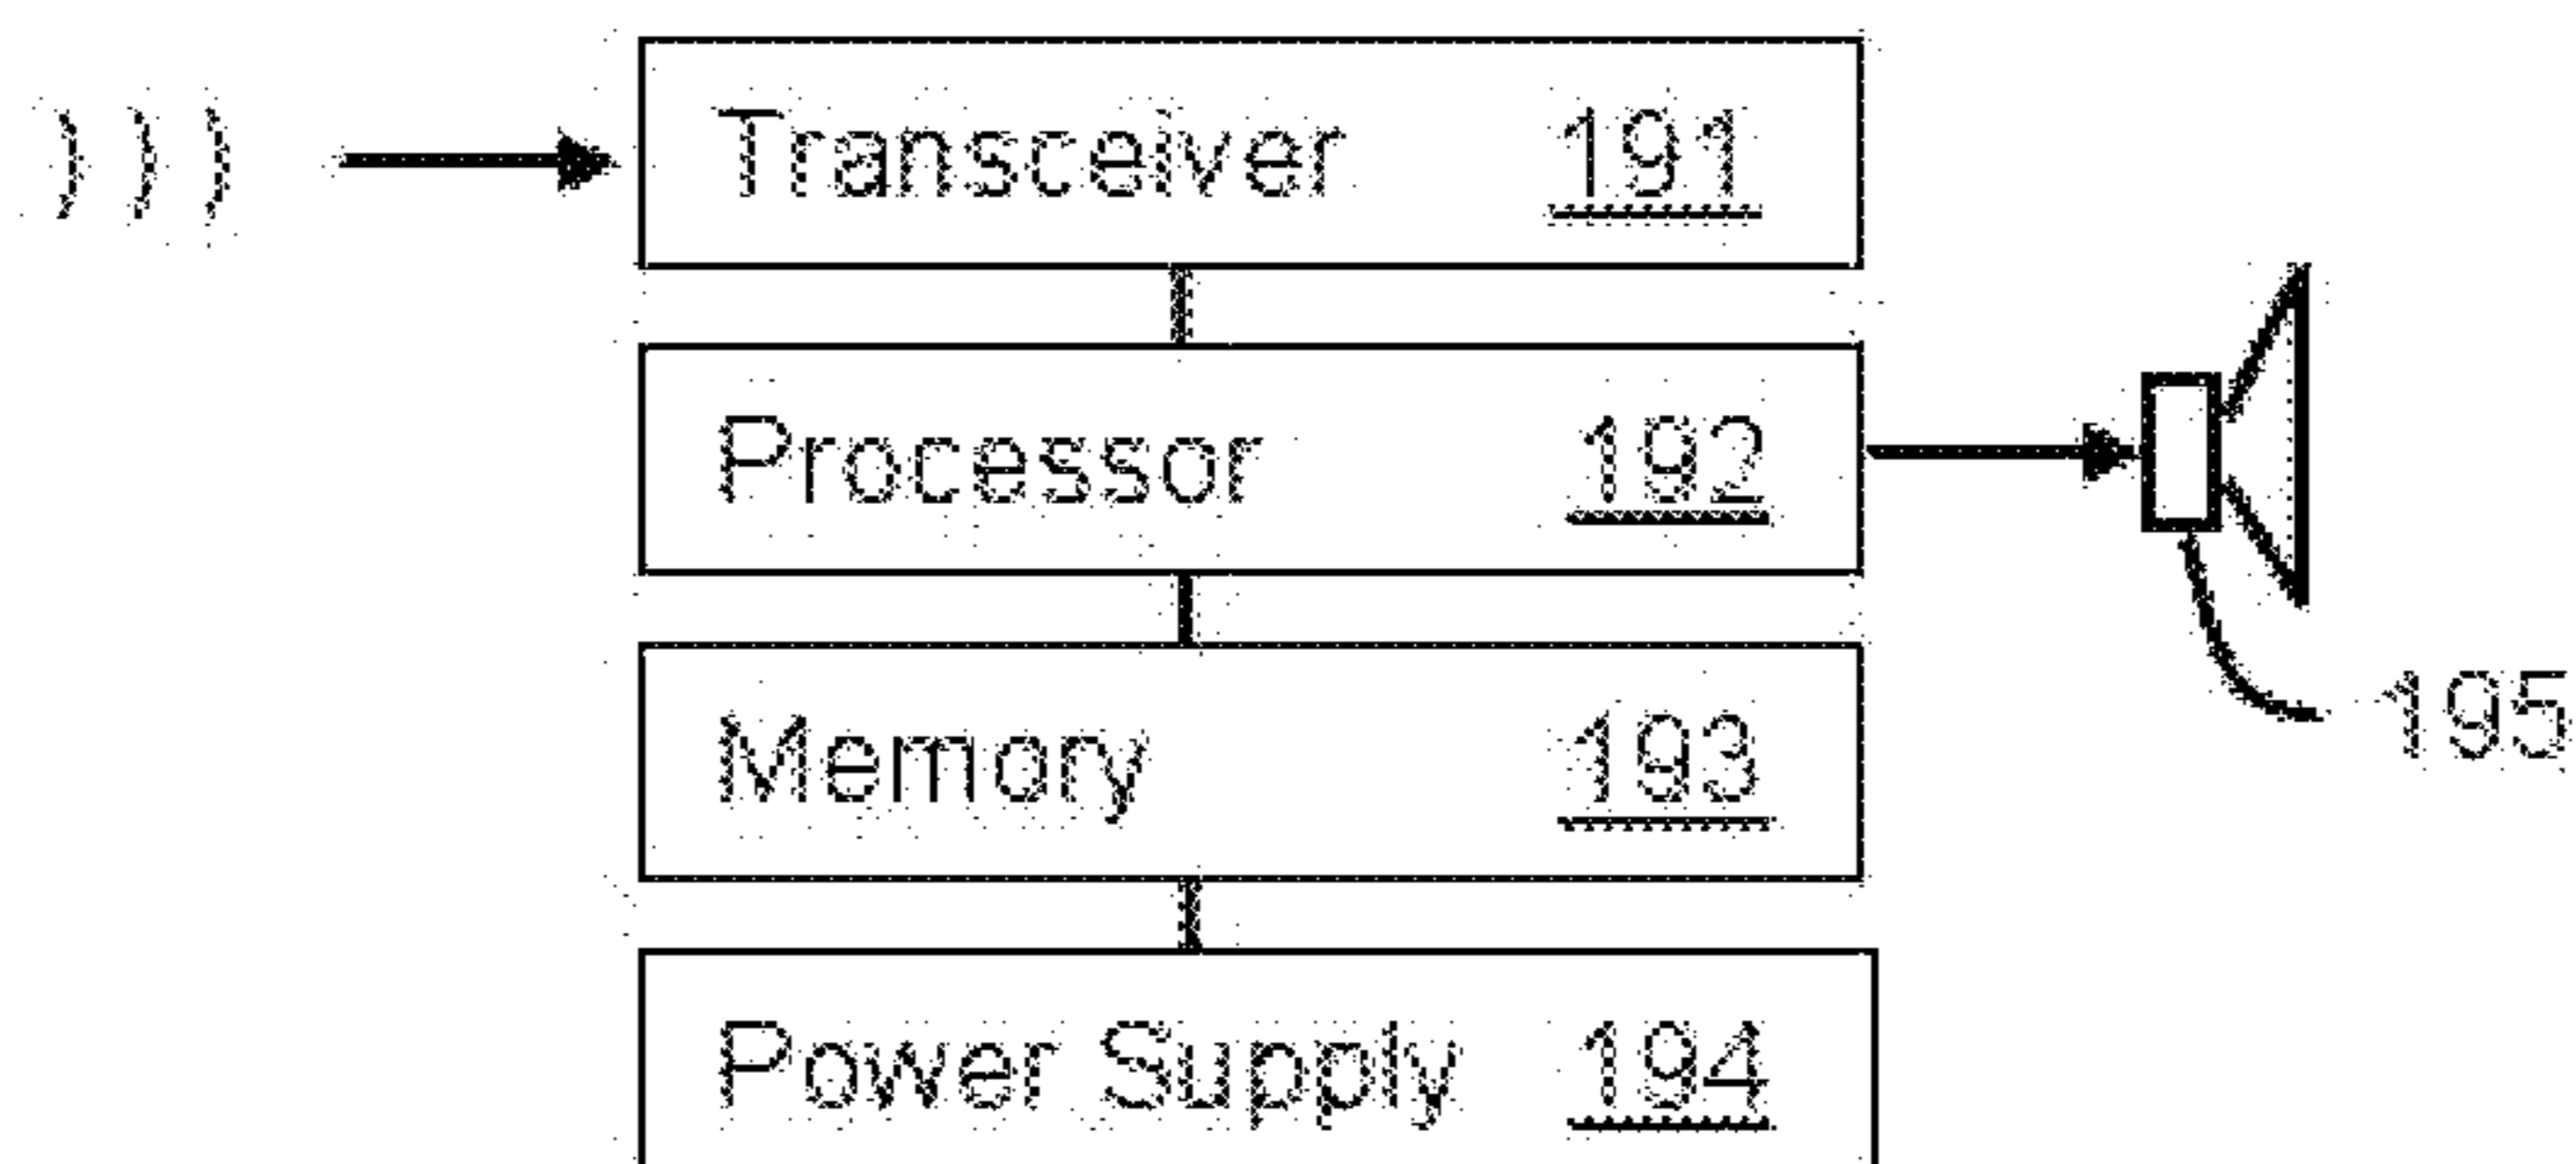 Transceiver 191
Processor 192
Memory 193
195
Power Supply 194